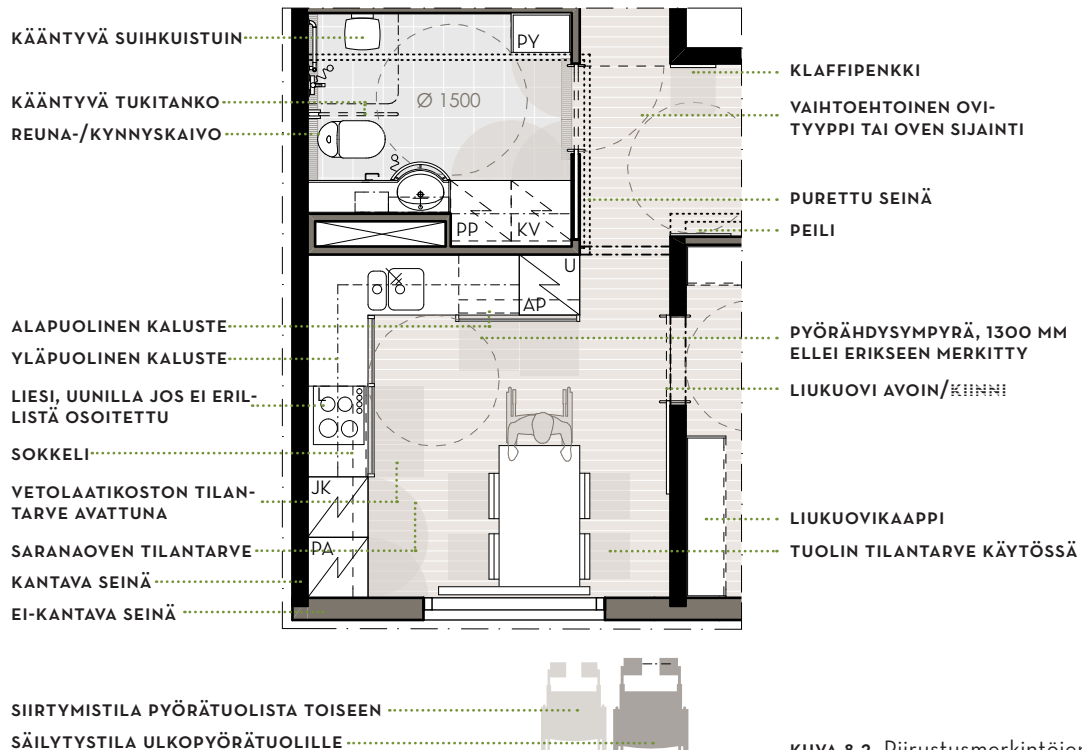 KÄÄNTYVÄ SUIHKUISTUIN
KÄÄNTYVÄ TUKITANKO
REUNA-/KYNNYSKAIVO
ALAPUOLINEN KALUSTE
YLÄPUOLINEN KALUSTE
LIESI, UUNILLA JOS EI ERIL-
LISTÄ OSOITETTU
SOKKELI
VETOLAATIKOSTON TILAN-
TARVE AVATTUNA
SARANAOVEN TILANTARVE
KANTAVA SEINÄ
EI-KANTAVA SEINÄ
PY
Ø 1500
PP
KV
U
AP
L
JK
PA
KLAFFIPENKKI
VAIHTOEHTOINEN OVI-
TYYPPI TAI OVEN SIJAINTI
PURETTU SEINÄ
PEILI
PYÖRÄHDYSYMPYRÄ, 1300 MM
ELLEI ERIKSEEN MERKITTY
LIUKUOVI AVOIN/KIINNI
LIUKUOVIKAAPPI
TUOLIN TILANTARVE KÄYTÖSSÄ
SIIRTYMISTILA PYÖRÄTUOLISTA TOISEEN
SÄILYTYSTILA ULKOPYÖRÄTUOLILLE
KUVA 8.2 Piirustusmerkintöjen